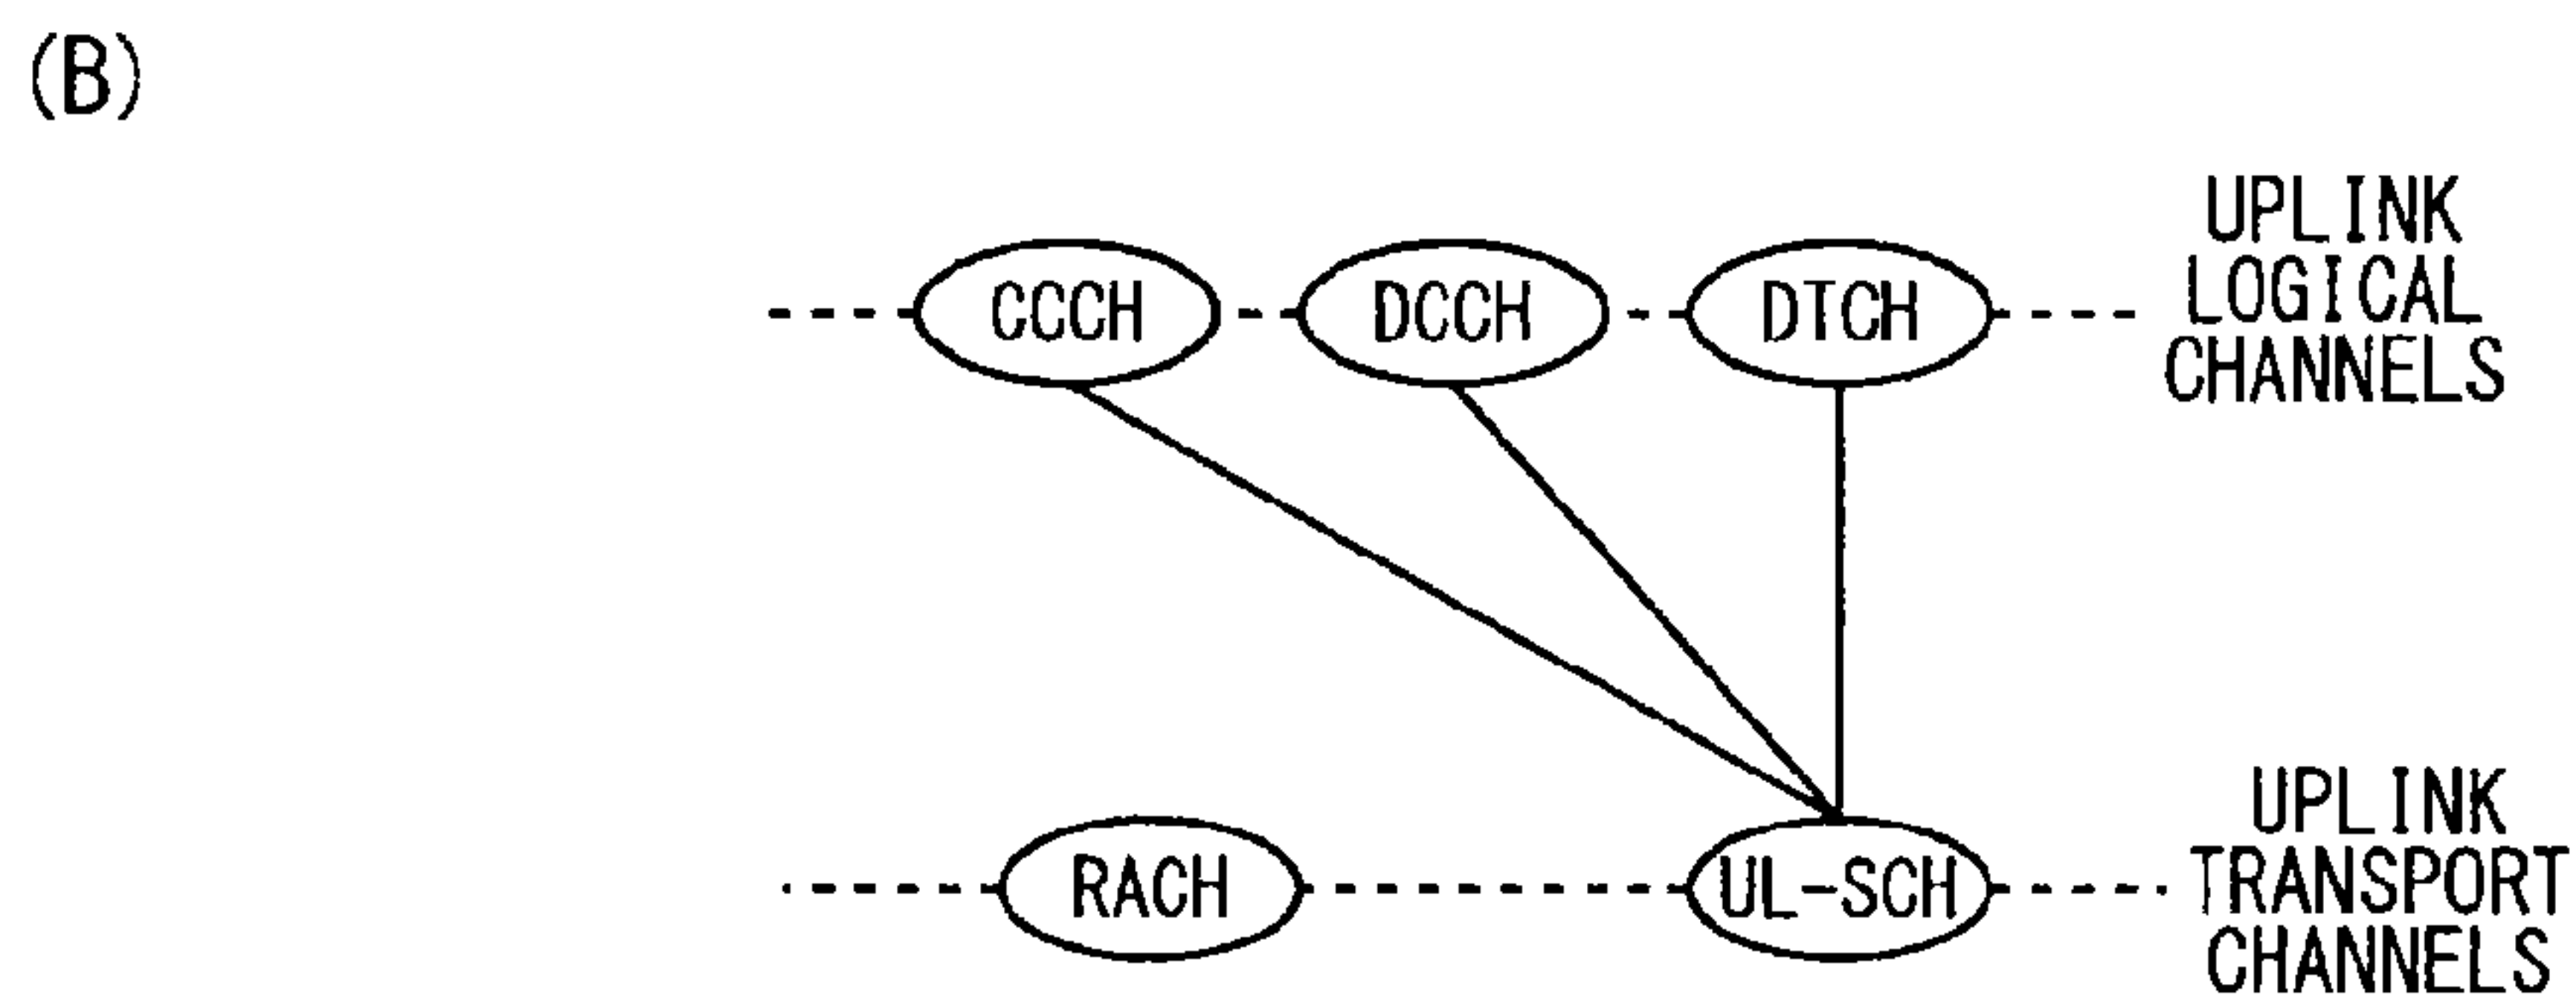 (B)
CCCH
DCCH
DTCH
UPLINK
LOGICAL
CHANNELS
RACH
UL-SCH
UPLINK
TRANSPORT
CHANNELS